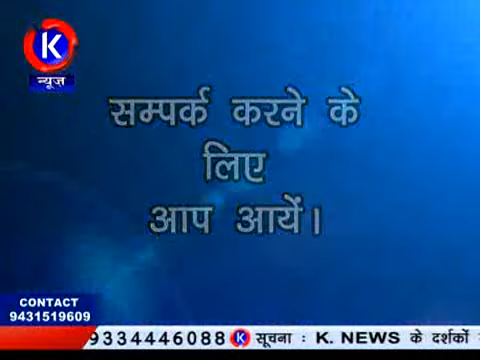 K
न्यूज़
सम्पर्क करने के
लिए
आप आयें।
CONTACT
9431519609
9334446088 K सूचना : K. NEWS के दर्शकों